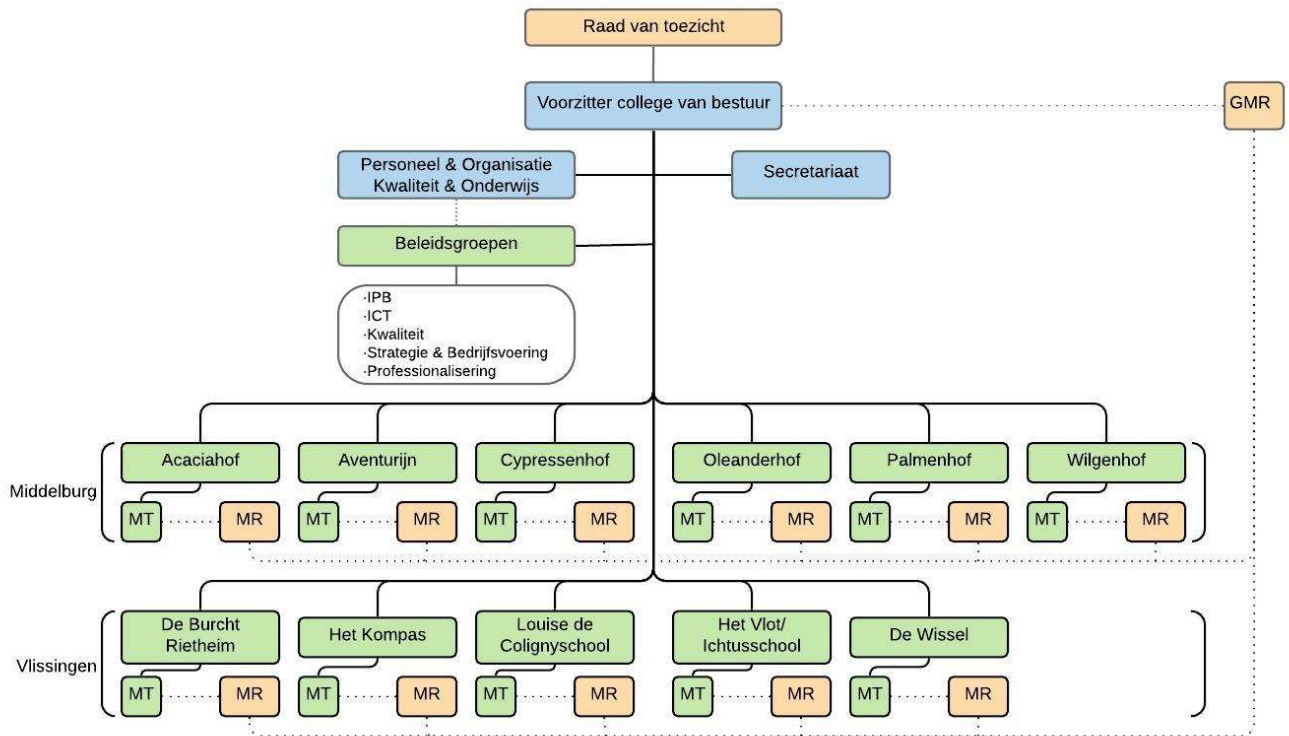 Raad van toezicht
Voorzitter college van bestuur
GMR
Personeel & Organisatie
Kwaliteit & Onderwijs
Secretariaat
Beleidsgroepen
·IPB
·ICT
·Kwaliteit
·Strategie & Bedrijfsvoering
·Professionalisering
Middelburg
Acaciahof
Aventurijn
Cypressenhof
Oleanderhof
Palmenhof
Wilgenhof
MT
MR
MT
MR
MT
MR
MT
MR
MT
MR
MT
MR
Vlissingen
De Burcht
Rietheim
Het Kompas
Louise de
Colignyschool
Het Vlot/
Ichtusschool
De Wissel
MT
MR
MT
MR
MT
MR
MT
MR
MT
MR